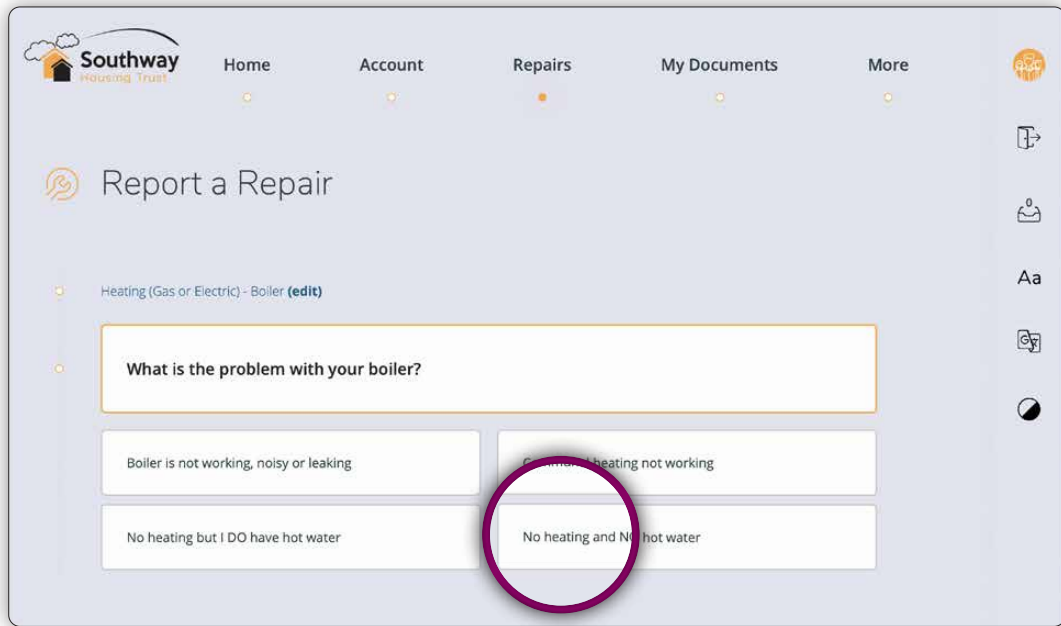 Southway
Housing Trust
Home Account Repairs My Documents More
Report a Repair
0
Aa
Heating (Gas or Electric) - Boiler (edit)
What is the problem with your boiler?
Boiler is not working, noisy or leaking
heating not working
No heating but I DO have hot water
No heating and NO hot water